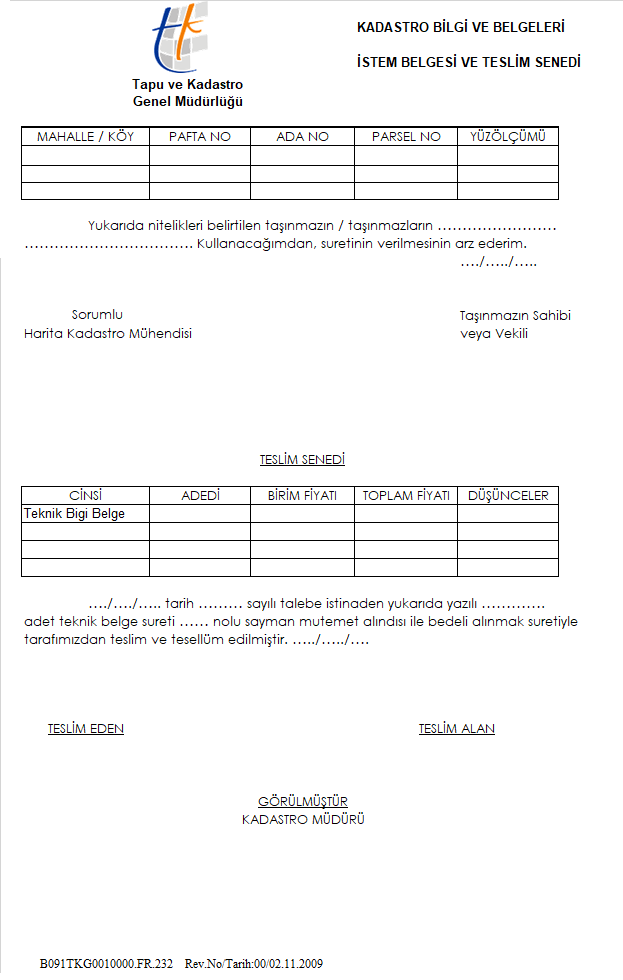 KADASTRO BİLGİ VE BELGELERİ
İSTEM BELGESİ VE TESLİM SENEDİ
Tapu ve Kadastro
Genel Müdürlüğü
MAHALLE / KÖY PAFTA NO ADA NO PARSEL NO YÜZÖLÇÜMÜ
Yukarıda nitelikleri belirtilen taşınmazın / taşınmazların ……………………
……………………………. Kullanacağımdan, suretinin verilmesinin arz ederim.
…./…../…..
Sorumlu
Harita Kadastro Mühendisi
Taşınmazın Sahibi
veya Vekili
TESLİM SENEDİ
CİNSİ ADEDİ BİRİM FİYATI TOPLAM FİYATI DÜŞÜNCELER
Teknik Bigi Belge
…./…./….. tarih ……… sayılı talebe istinaden yukarıda yazılı ………….
adet teknik belge sureti …… nolu sayman mutemet alındısı ile bedeli alınmak suretiyle
tarafımızdan teslim ve tesellüm edilmiştir. …../…../….
TESLİM EDEN TESLİM ALAN
GÖRÜLMÜŞTÜR
KADASTRO MÜDÜRÜ
B091TKG0010000.FR.232 Rev.No/Tarih:00/02.11.2009